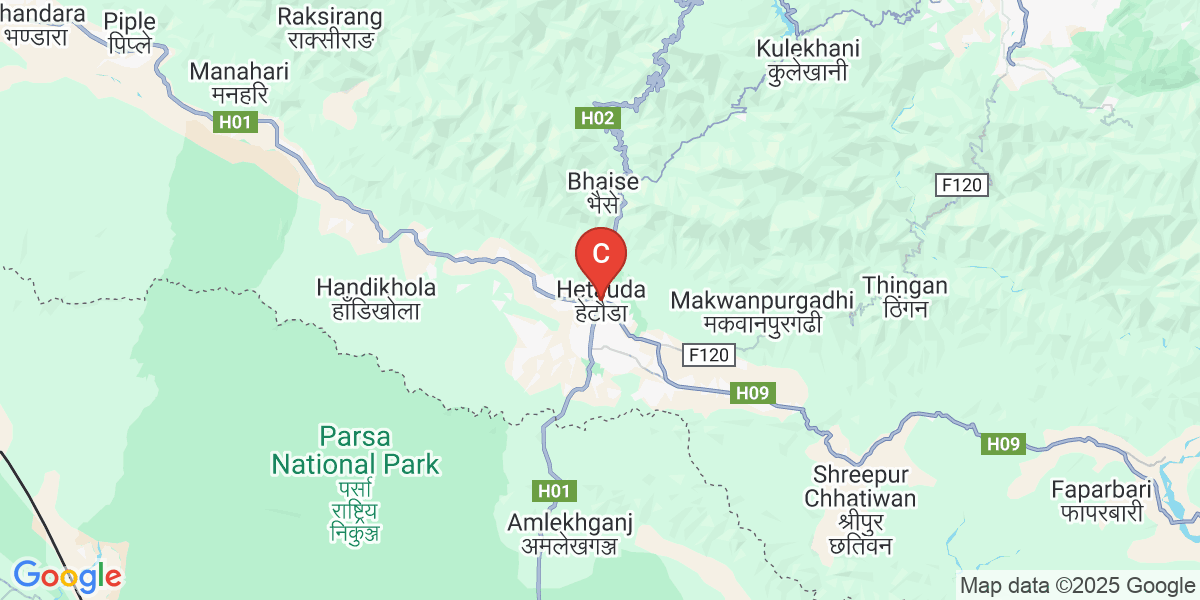 handara
भण्डारा
Piple
पिप्ले
Raksirang
राक्सीराङ
Kulekhani
कुलेखानी
Manahari
मनहरि
H01
H02
Bhaise
भैसे
F120
C
Handikhola
हाँडिखोला
Hetauda
हेटौडा
Makwanpurgadhi
मकवानपुरगढी
Thingan
ठिंगन
F120
H09
Parsa
National Park
पर्सा
राष्ट्रिय
निकुञ्ज
H09
Shreepur
Chhatiwan
श्रीपुर
छतिवन
Faparbari
फापरबारी
H01
Amlekhganj
अमलेखगञ्ज
Google
Map data ©2025 Google